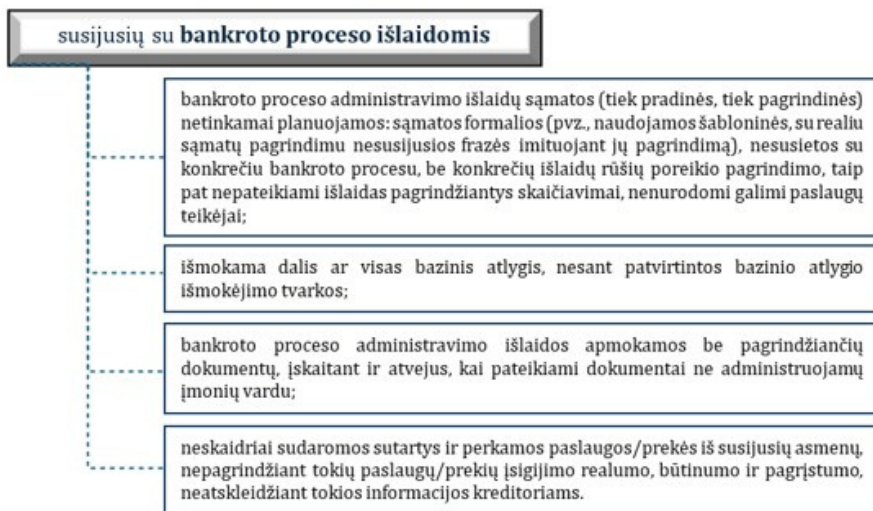 susijusių su bankroto proceso išlaidomis
bankroto proceso administravimo išlaidų sąmatos (tiek pradinės, tiek pagrindinės)
netinkamai planuojamos: sąmatos formalios (pvz., naudojamos šabloninės, su realiu
sąmatų pagrindimu nesusijusios frazės imituojant jų pagrindimą), nesusietos su
konkrečiu bankroto procesu, be konkrečių išlaidų rūšių poreikio pagrindimo, taip
pat nepateikiami išlaidas pagrindžiantys skaičiavimai, nenurodomi galimi paslaugų
teikėjai;
išmokama dalis ar visas bazinis atlygis, nesant patvirtintos bazinio atlygio
išmokėjimo tvarkos;
bankroto proceso administravimo išlaidos apmokamos be pagrindžiančių
dokumentų, įskaitant ir atvejus, kai pateikiami dokumentai ne administruojamų
įmonių vardu;
neskaidriai sudaromos sutartys ir perkamos paslaugos/prekės iš susijusių asmenų,
nepagrindžiant tokių paslaugų/prekių įsigijimo realumo, būtinumo ir pagrįstumo,
neatskleidžiant tokios informacijos kreditoriams.